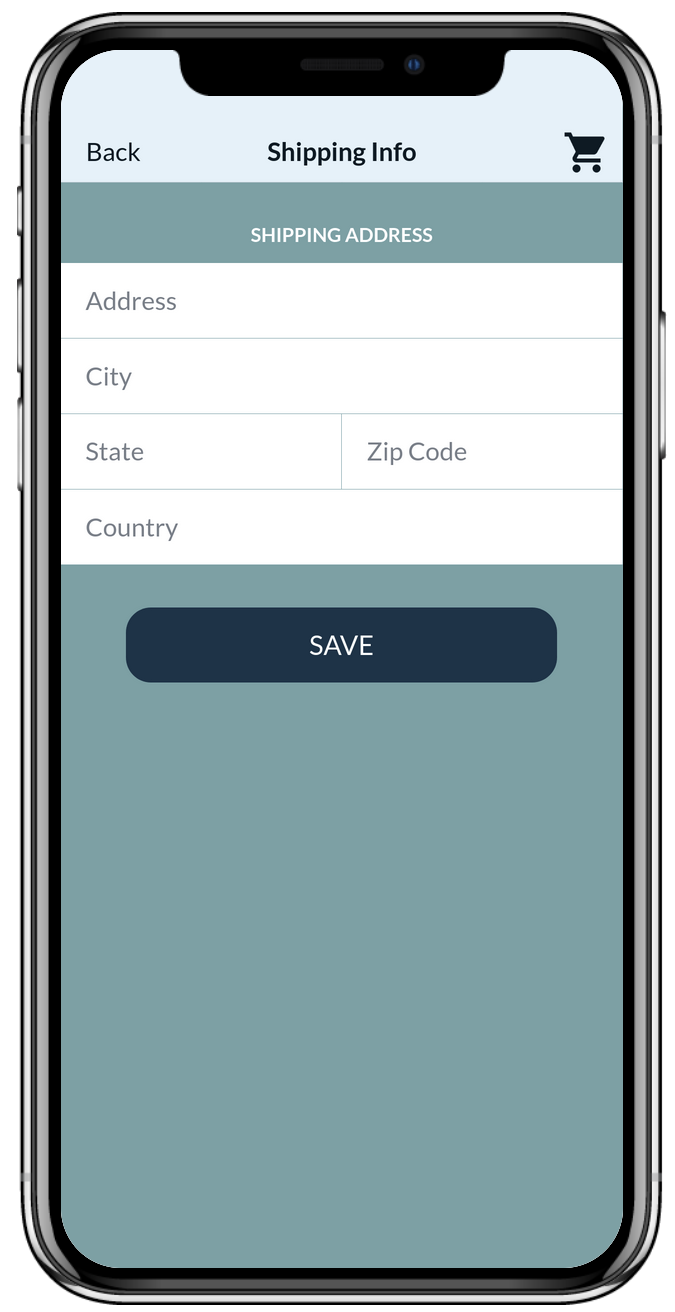 Back Shipping Info
SHIPPING ADDRESS
Address
City
State Zip Code
Country
SAVE